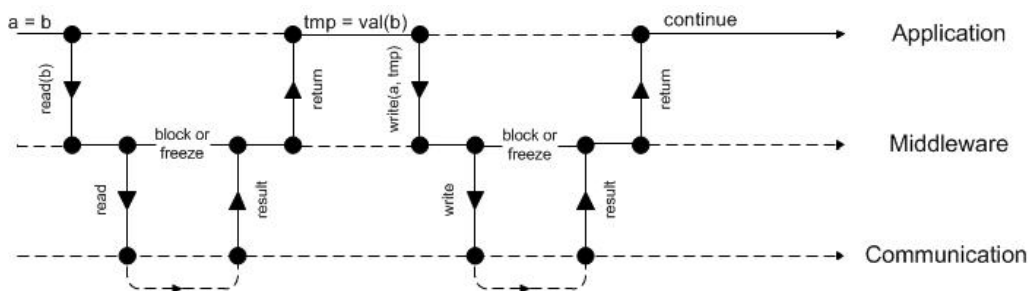 a = b
tmp = val(b)
continue
Application
read(b)
return
write(a, tmp)
return
block or
freeze
block or
freeze
Middleware
read
result
write
result
Communication